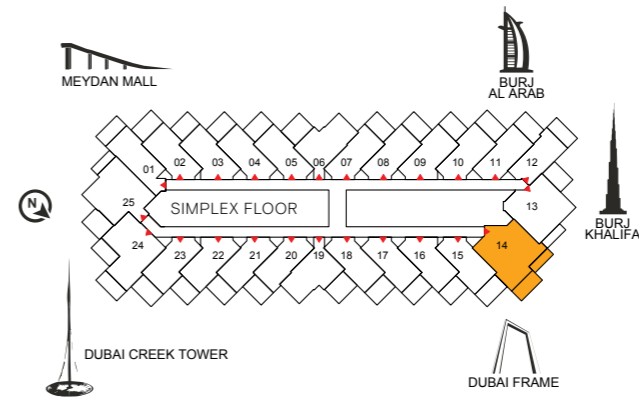 MEYDAN MALL
BURJ
AL ARAB
BURJ
KHALIFA
01 02 03 04 05 06 07 08 09 10 11 12
N
25
SIMPLEX FLOOR
13
24 23 22 21 20 19 18 17 16 15 14
DUBAI CREEK TOWER
DUBAI FRAME